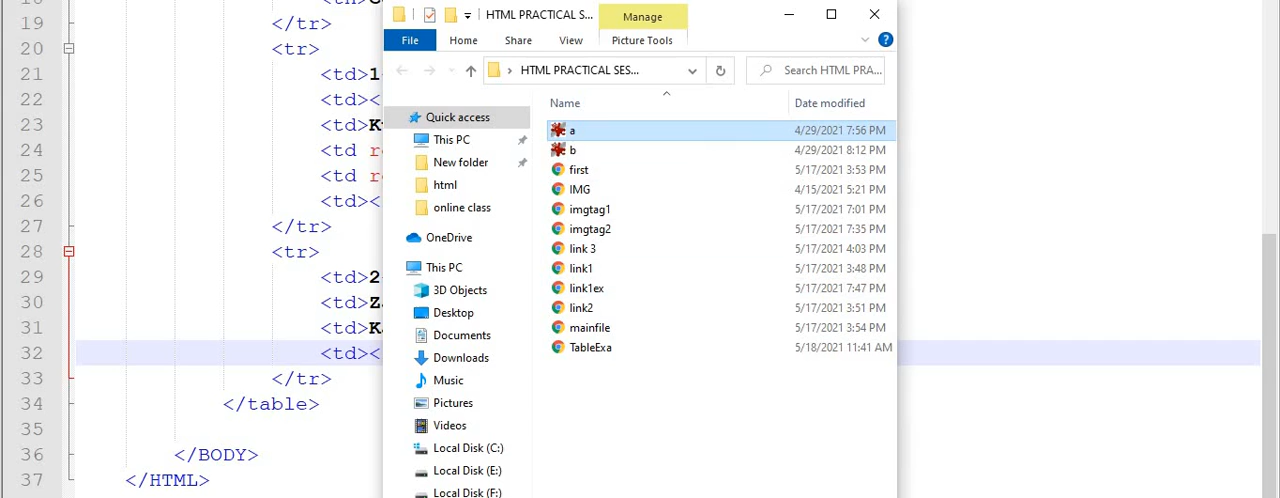 HTML PRACTICAL S...
Manage
File
Home
Share
View
Picture Tools
HTML PRACTICAL SES...
Search HTML PRA...
Quick access
This PC
New folder
html
online class
OneDrive
This PC
3D Objects
Desktop
Documents
Downloads
Music
Pictures
Videos
Local Disk (C:)
Local Disk (E:)
Local Disk (F:)
Name
Date modified
a 4/29/2021 7:56 PM
b 4/29/2021 8:12 PM
first 5/17/2021 3:53 PM
IMG 4/15/2021 5:21 PM
imgtag1 5/17/2021 7:01 PM
imgtag2 5/17/2021 7:35 PM
link 3 5/17/2021 4:03 PM
link1 5/17/2021 3:48 PM
link1ex 5/17/2021 7:47 PM
link2 5/17/2021 3:51 PM
mainfile 5/17/2021 3:54 PM
TableExa 5/18/2021 11:41 AM
19 </tr>
20 <tr>
21 <td>1
22 <td><
23 <td>K
24 <td r
25 <td r
26 <td><
27 </tr>
28 <tr>
29 <td>2
30 <td>Z
31 <td>K
32 <td><
33 </tr>
34 </table>
35
36 </BODY>
37 </HTML>